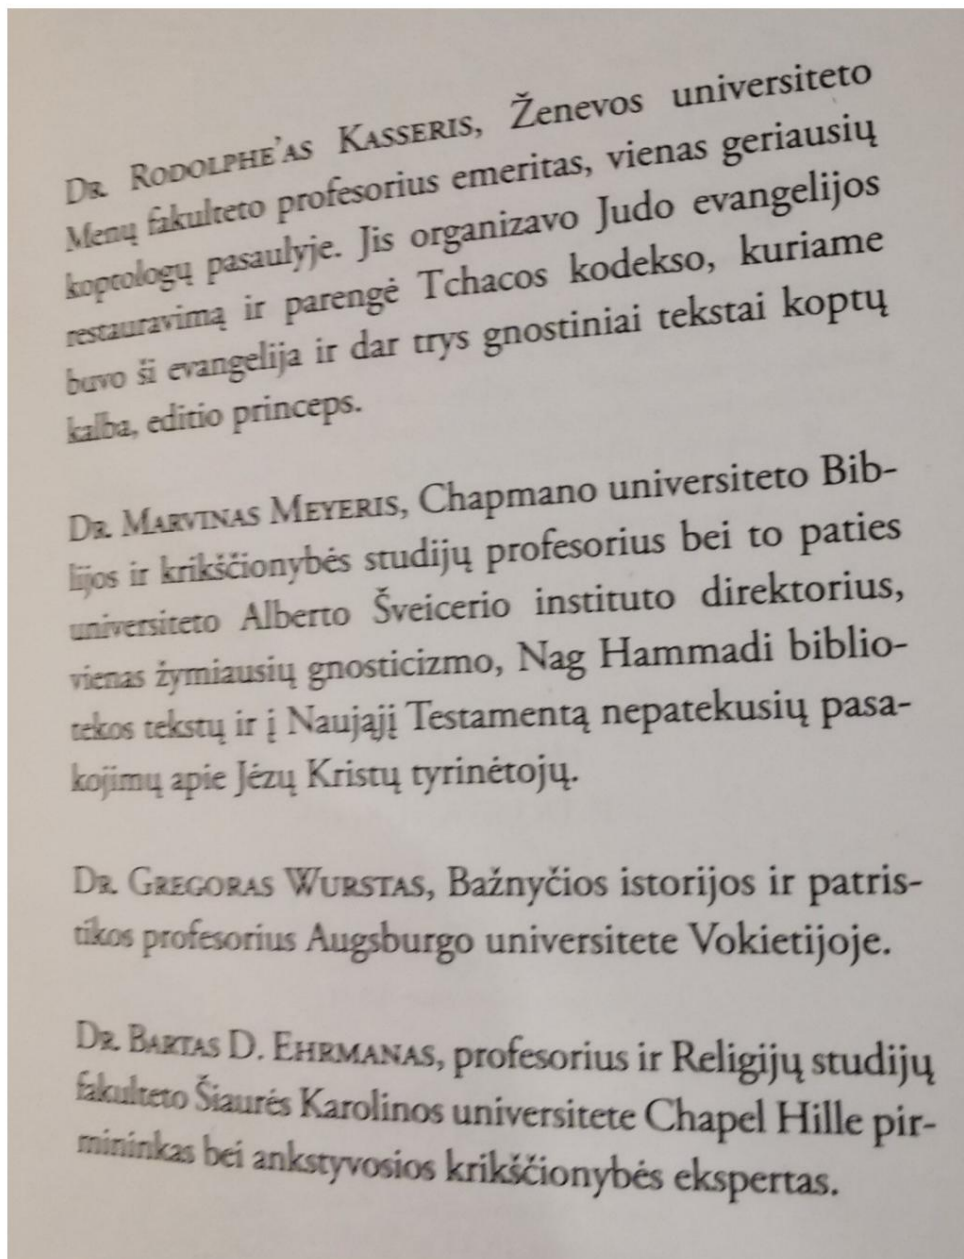 Dr. Rodolphe’as Kasseris, Ženevos universiteto
Menų fakulteto profesorius emeritas, vienas geriausių
koptologų pasaulyje. Jis organizavo Judo evangelijos
restauravimą ir parengė Tchacos kodekso, kuriame
buvo ši evangelija ir dar trys gnostiniai tekstai koptų
kalba, editio princeps.
Dr. Marvinas Meyeris, Chapmano universiteto Bib-
lijos ir krikščionybės studijų profesorius bei to paties
universiteto Alberto Šveicerio instituto direktorius,
vienas žymiausių gnosticizmo, Nag Hammadi biblio-
tekos tekstų ir į Naująjį Testamentą nepatekusių pasa-
kojimų apie Jėzų Kristų tyrinėtojų.
Dr. Gregoras Wurstas, Bažnyčios istorijos ir patris-
tikos profesorius Augsburgo universitete Vokietijoje.
Dr. Bartas D. Ehrmanas, profesorius ir Religijų studijų
fakulteto Šiaurės Karolinos universitete Chapel Hille pir-
mininkas bei ankstyvosios krikščionybės ekspertas.